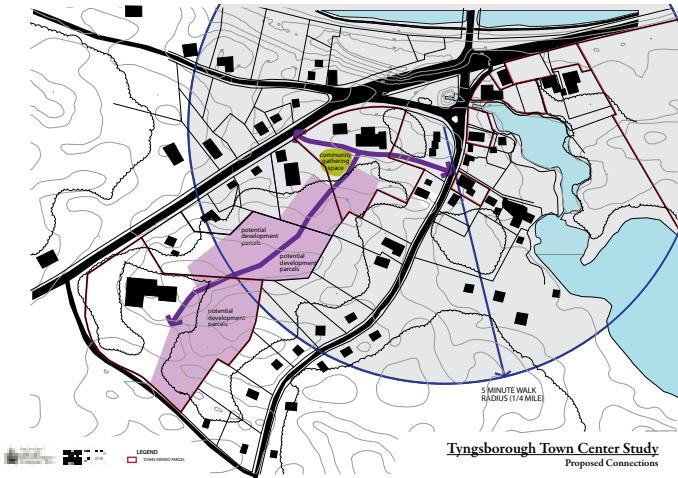 community
gathering
space
potential
development
parcels
potential
development
parcels
potential
development
parcels
5 MINUTE WALK
RADIUS (1/4 MILE)
LEGEND
TOWN OWNED PARCEL
Tyngsborough Town Center Study
Proposed Connections